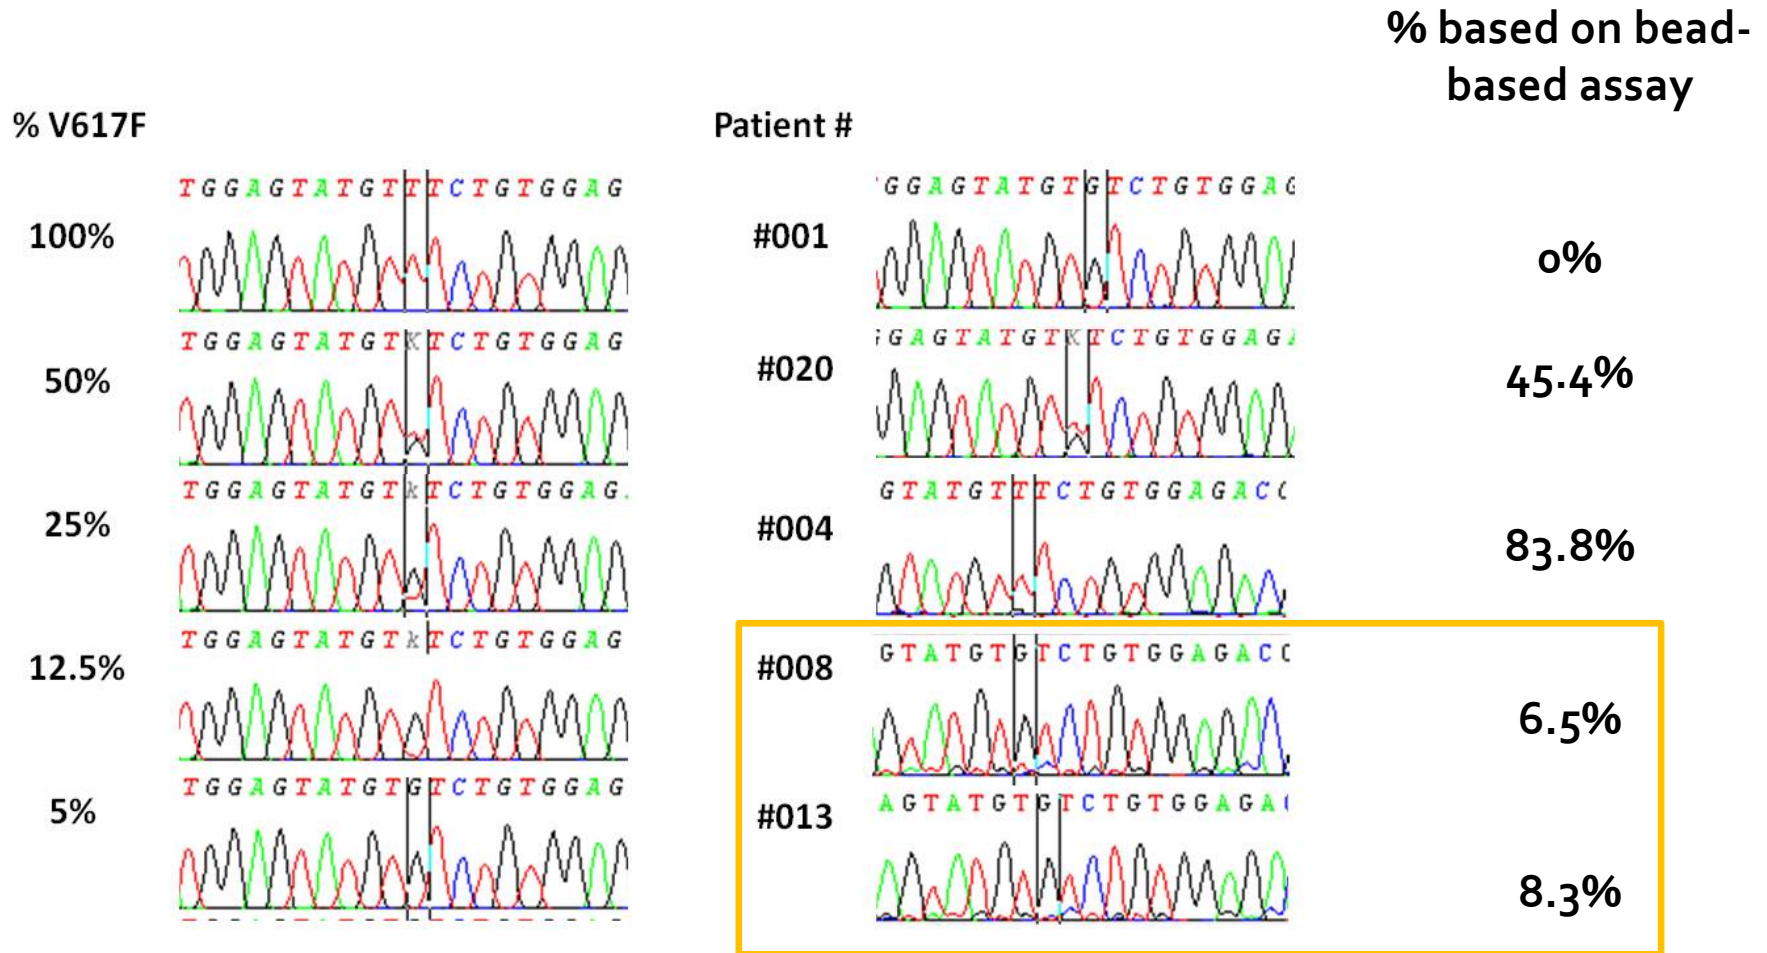 % based on bead-
based assay
% V617F
Patient #
100%
TGGAGTATGTTTCTGTGGAG
50%
TGGAGTATGTKTCTGTGGAG
25%
TGGAGTATGTkTCTGTGGAG
12.5%
TGGAGTATGTkTCTGTGGAG
5%
TGGAGTATGTGTCTGTGGAG
#001
GGAGTATGTGTCTGTGGAG
0%
#020
GGAGTATGTKTCTGTGGAGA
45.4%
#004
GTATGTTTCTGTGGAGACC
83.8%
#008
GTATGTGTCTGTGGAGACC
6.5%
#013
AGTATGTGTCTGTGGAGA
8.3%